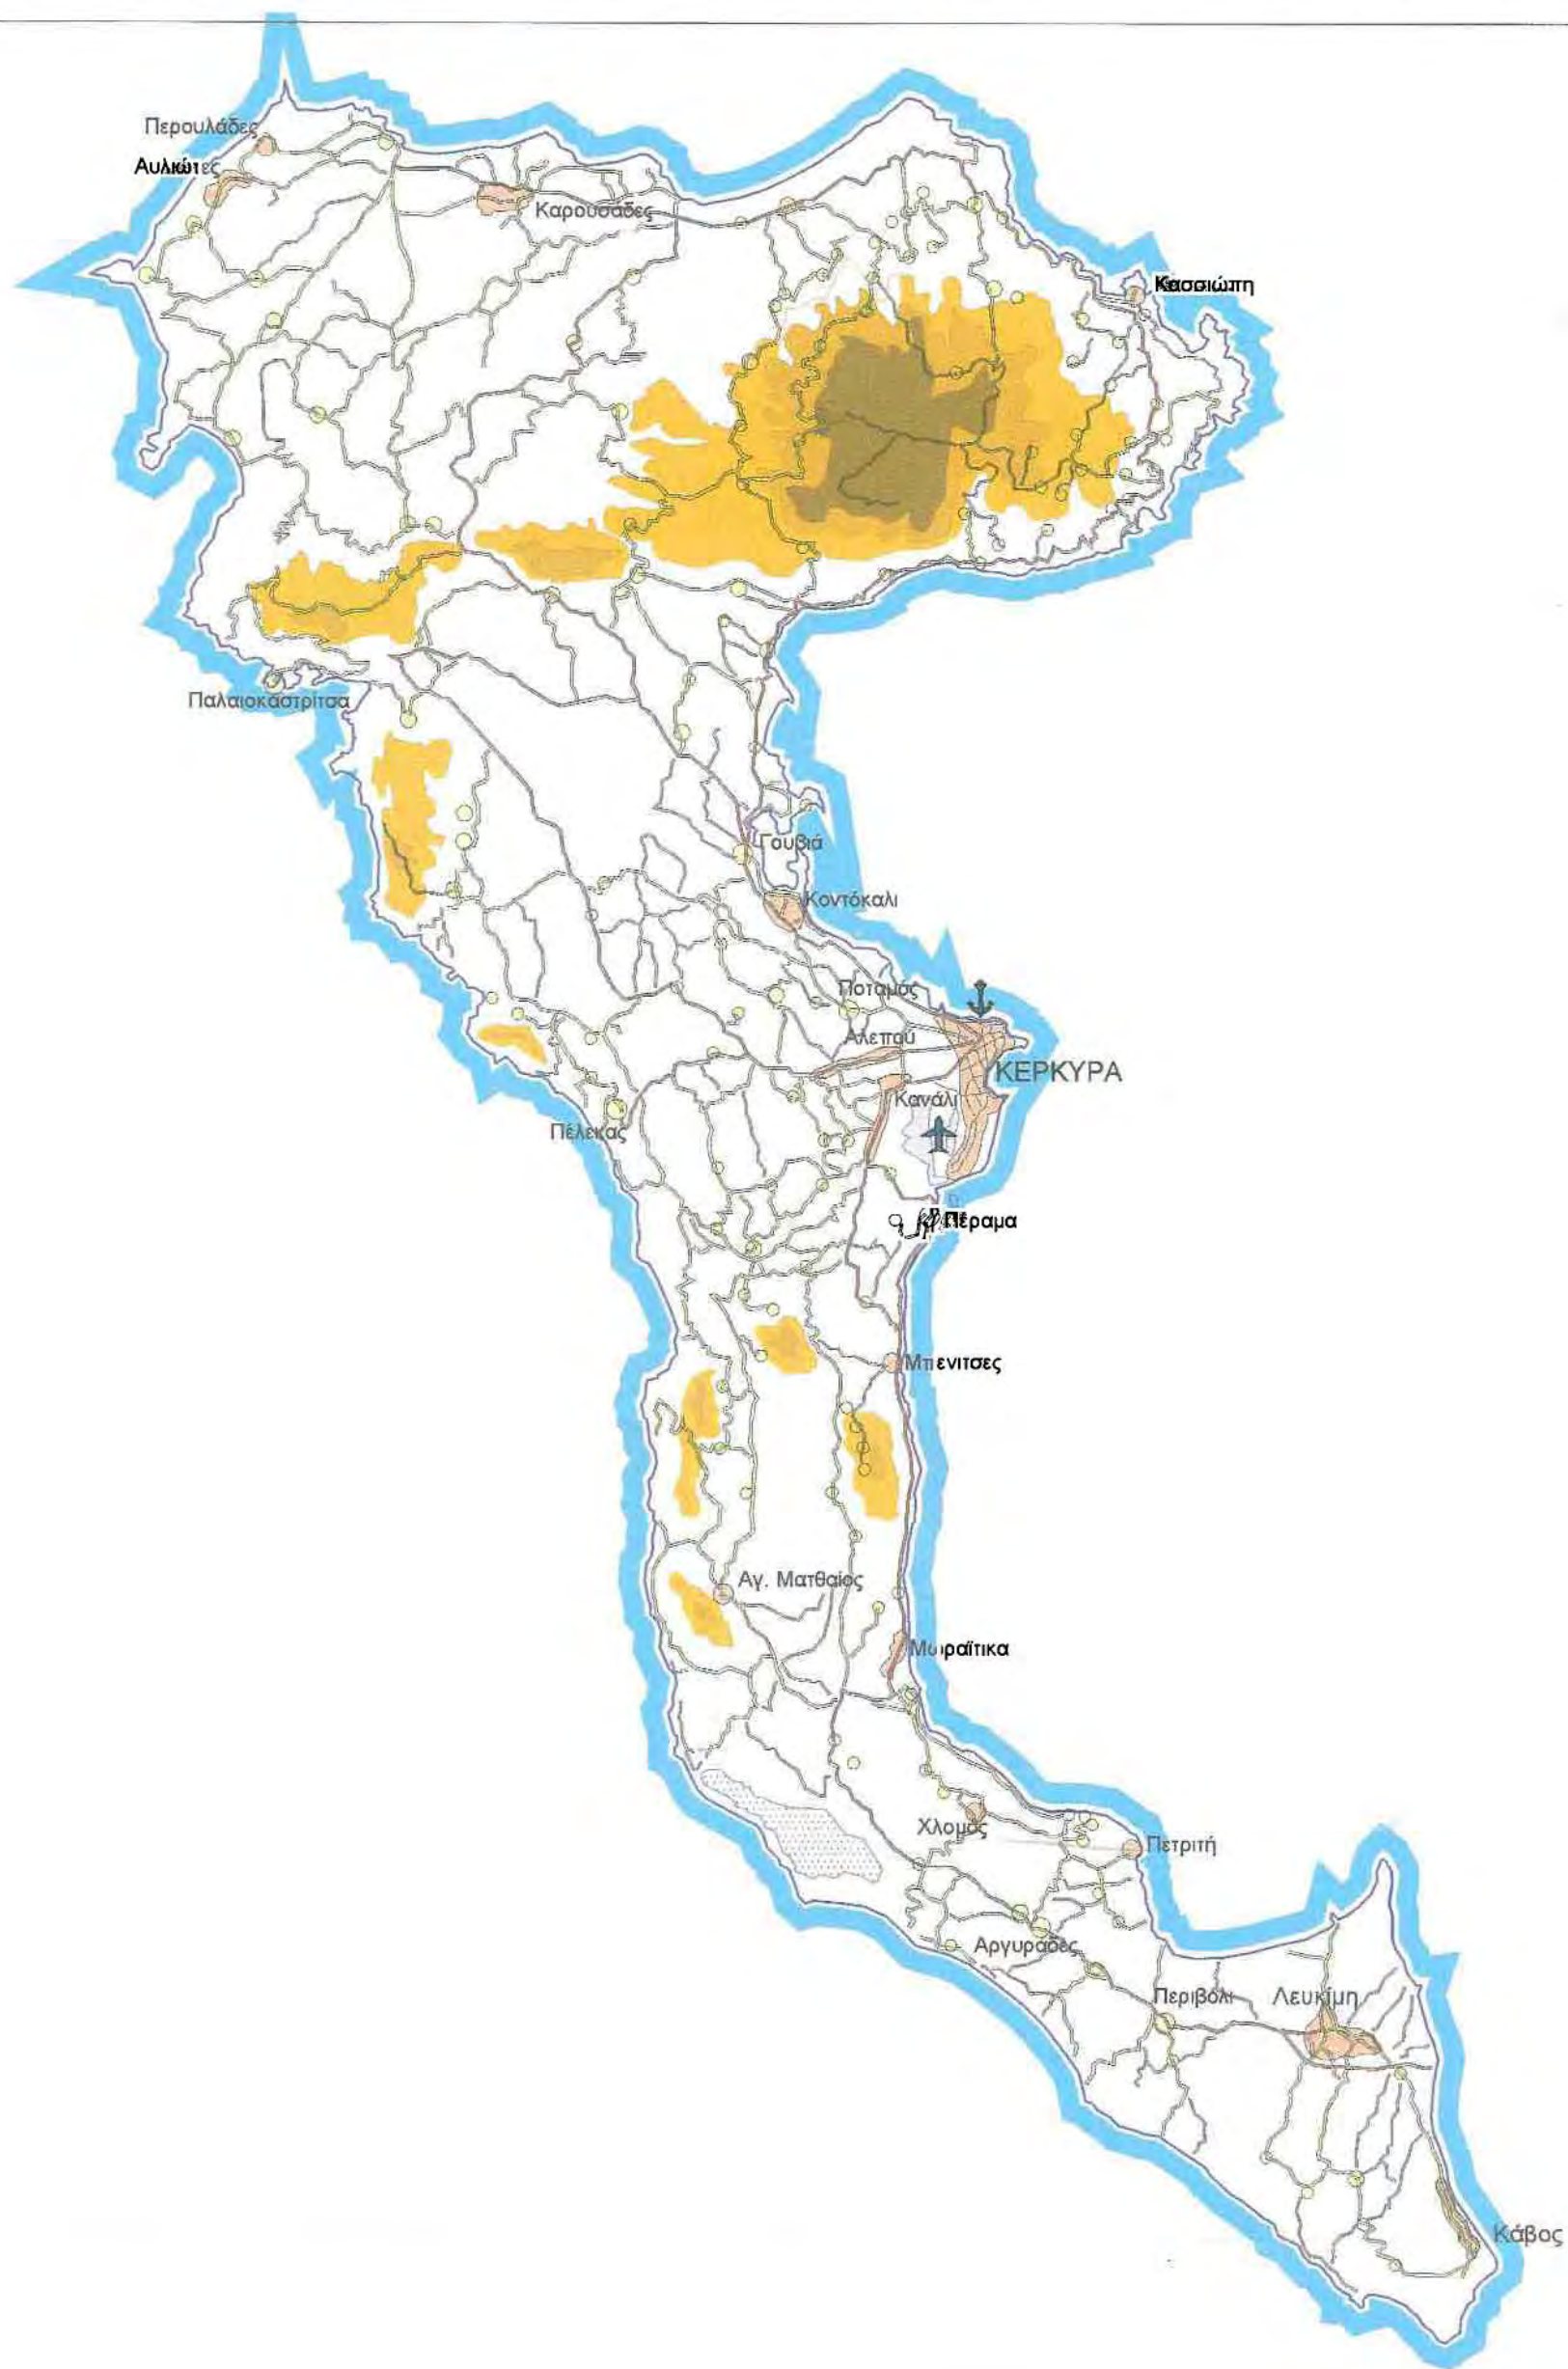 Περουλάδες
Αυλιώτες
Καρουσάδες
Κασσιώπη
Παλαιοκαστρίτσα
Γουβιά
Κοντόκαλι
Ποταμός
Αλεπού
ΚΕΡΚΥΡΑ
Κανάλι
Πέλεκας
Πέραμα
Μπενιτσες
Αγ. Ματθαίος
Μωραΐτικα
Χλομός
Πετριτή
Αργυράδες
Περιβόλι
Λευκίμη
Κάβος